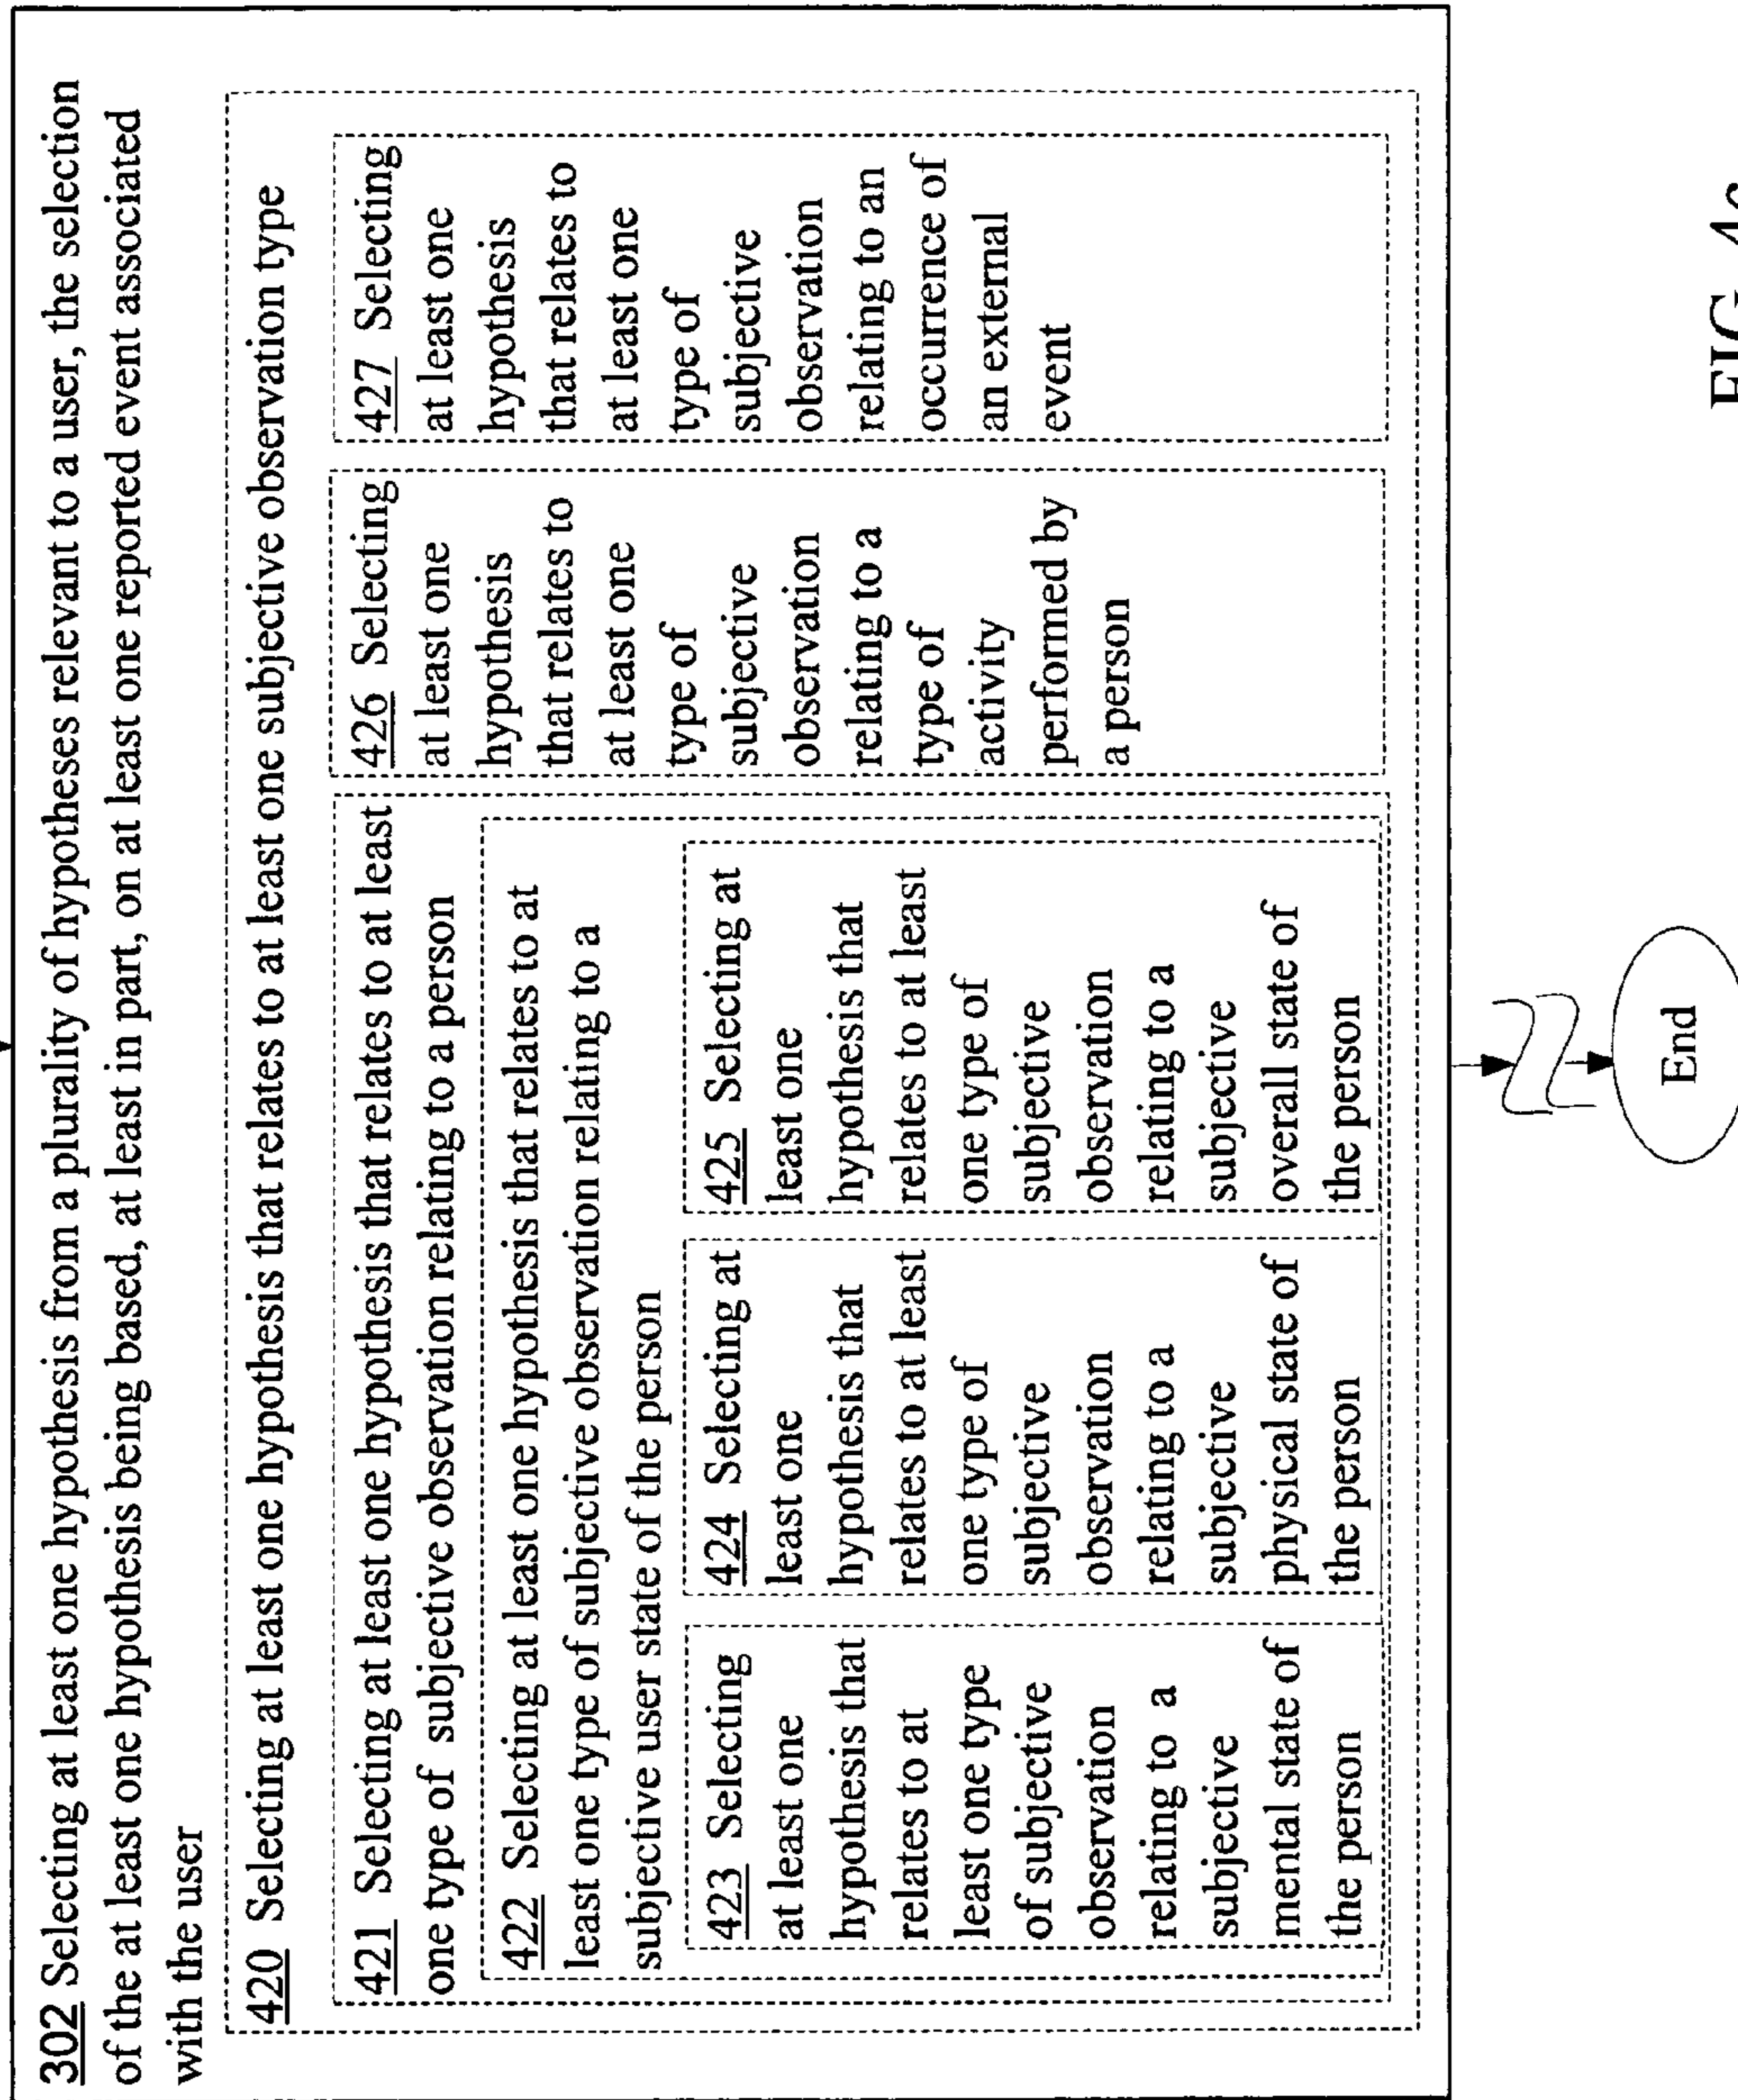 302 Selecting at least one hypothesis from a plurality of hypotheses relevant to a user, the selection
of the at least one hypothesis being based, at least in part, on at least one reported event associated
with the user
420 Selecting at least one hypothesis that relates to at least one subjective observation type
421 Selecting at least one hypothesis that relates to at least
one type of subjective observation relating to a person
422 Selecting at least one hypothesis that relates to at
least one type of subjective observation relating to a
subjective user state of the person
423 Selecting
at least one
hypothesis that
relates to at
least one type
of subjective
observation
relating to a
subjective
mental state of
the person
424 Selecting at
least one
hypothesis that
relates to at least
one type of
subjective
observation
relating to a
subjective
physical state of
the person
425 Selecting at
least one
hypothesis that
relates to at least
one type of
subjective
observation
relating to a
subjective
overall state of
the person
426 Selecting
at least one
hypothesis
that relates to
at least one
type of
subjective
observation
relating to a
type of
activity
performed by
a person
427 Selecting
at least one
hypothesis
that relates to
at least one
type of
subjective
observation
relating to an
occurrence of
an external
event
End